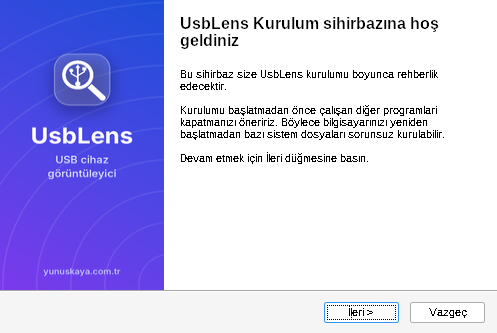 UsbLens
USB cihaz
görüntüleyici
yunuskaya.com.tr
UsbLens Kurulum sihirbazına hoş
geldiniz
Bu sihirbaz size UsbLens kurulumu boyunca rehberlik
edecektir.
Kurulumu başlatmadan önce çalışan diğer programlari
kapatmanızı öneririz. Böylece bilgisayarınızı yeniden
başlatmadan bazı sistem dosyaları sorunsuz kurulabilir.
Devam etmek için İleri düğmesine basın.
İleri >
Vazgeç